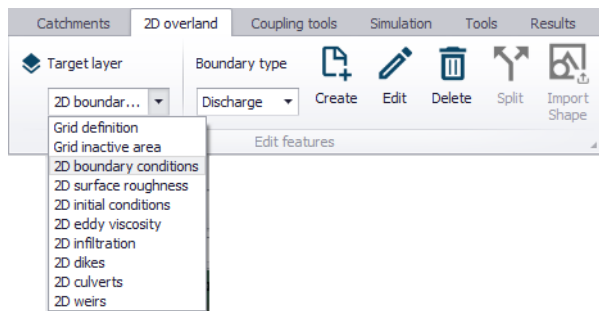 Catchments 2D overland Coupling tools Simulation Tools Results
Target layer Boundary type
2D boundar... Discharge Create Edit Delete Split Import Shape
Edit features
Grid definition
Grid inactive area
2D boundary conditions
2D surface roughness
2D initial conditions
2D eddy viscosity
2D infiltration
2D dikes
2D culverts
2D weirs